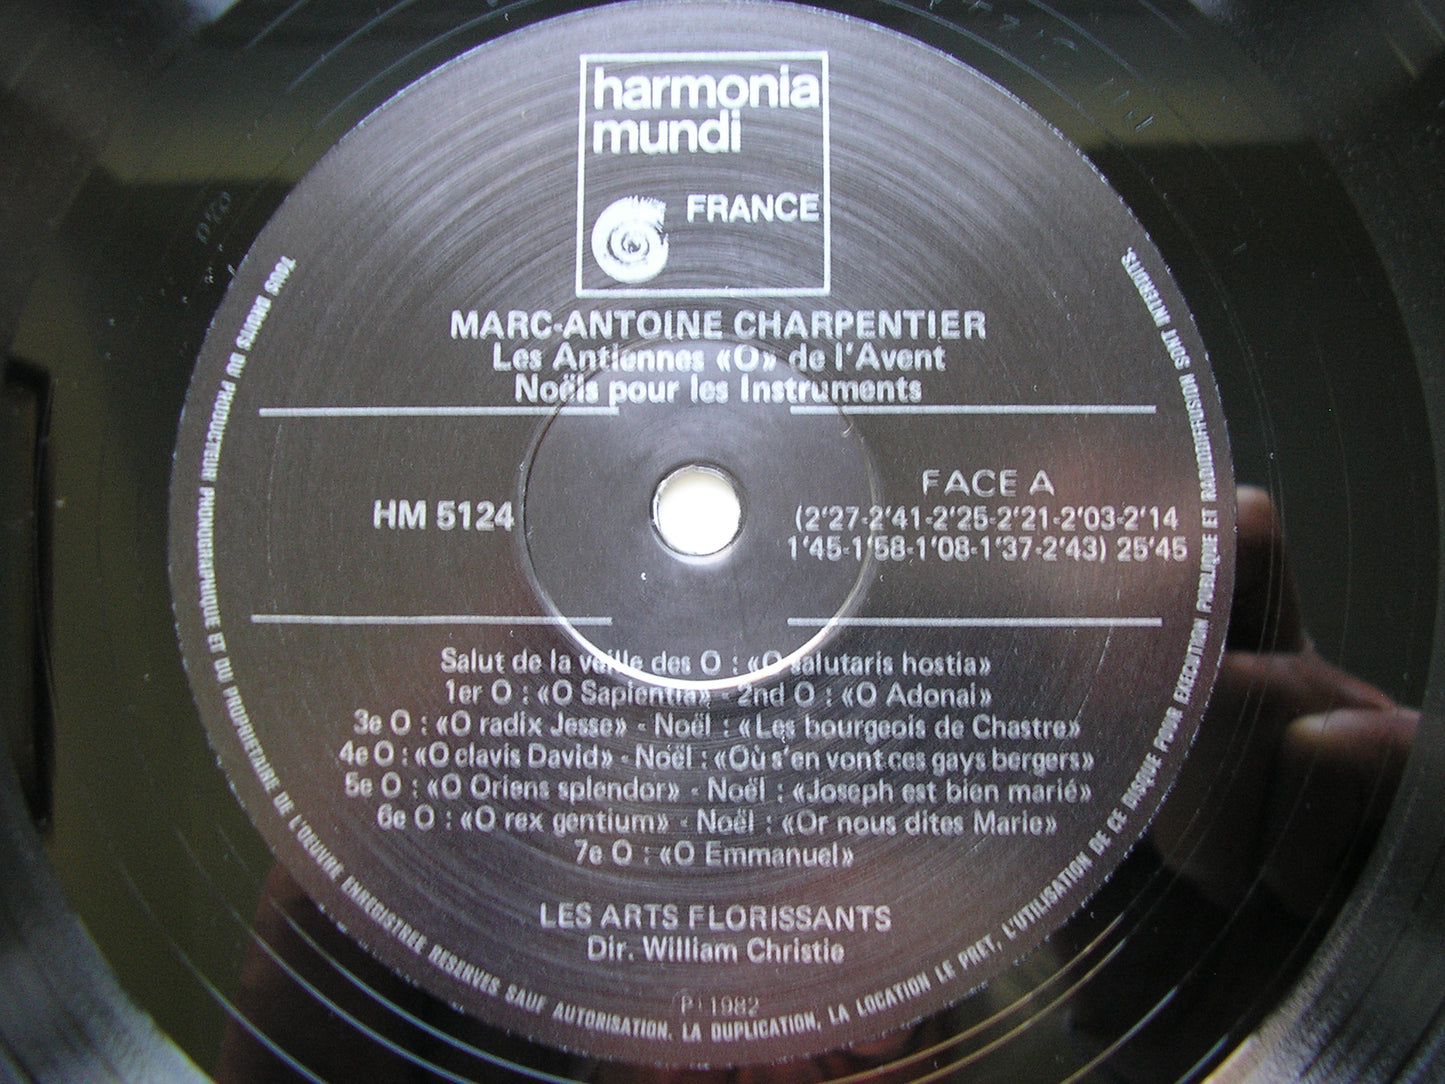 harmonia
mundi
FRANCE
MARC-ANTOINE CHARPENTIER
Les Antiennes «O» de l'Avent
Noëls pour les Instruments
HM 5124
FACE A
(2'27-2'41-2'25-2'21-2'03-2'14
1'45-1'58-1'08-1'37-2'43) 25'45
Salut de la veille des O : «O salutaris hostia»
1er O : «O Sapientia» - 2nd O : «O Adonai»
3e O : «O radix Jesse» - Noël : «Les bourgeois de Chastre»
4e O : «O clavis David» - Noël : «Où s'en vont ces gays bergers»
5e O : «O Oriens splendor» - Noël : «Joseph est bien marié»
6e O : «O rex gentium» - Noël : «Or nous dites Marie»
7e O : «O Emmanuel»
LES ARTS FLORISSANTS
Dir. William Christie
P 1982
TOUS DROITS DU PRODUCTEUR PHONOGRAPHIQUE ET DU PROPRIETAIRE DE L'OEUVRE ENREGISTRÉE RESERVES SAUF AUTORISATION, LA DUPLICATION, LA LOCATION LE PRET, L'UTILISATION DE CE DISQUE POUR EXECUTION PUBLIQUE ET RADIODIFFUSION SONT INTERDITS.